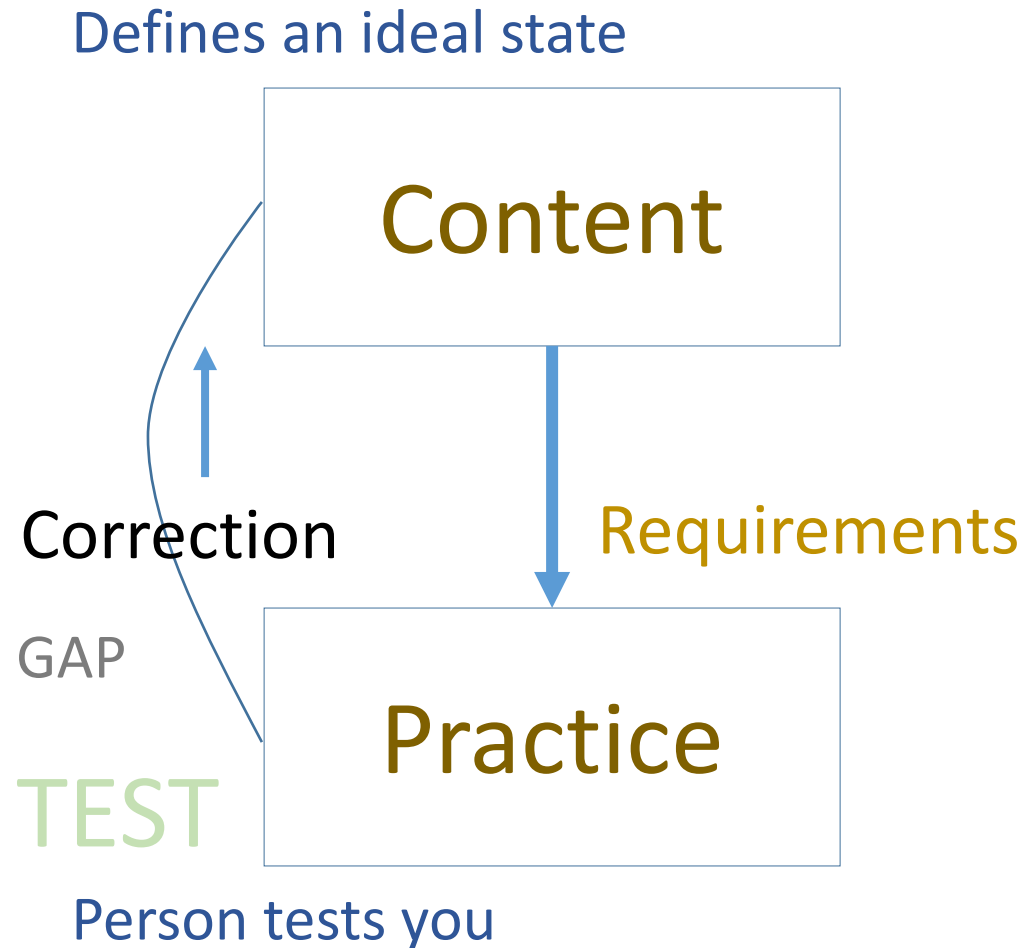 Defines an ideal state
Content
Correction
Requirements
GAP
Practice
TEST
Person tests you